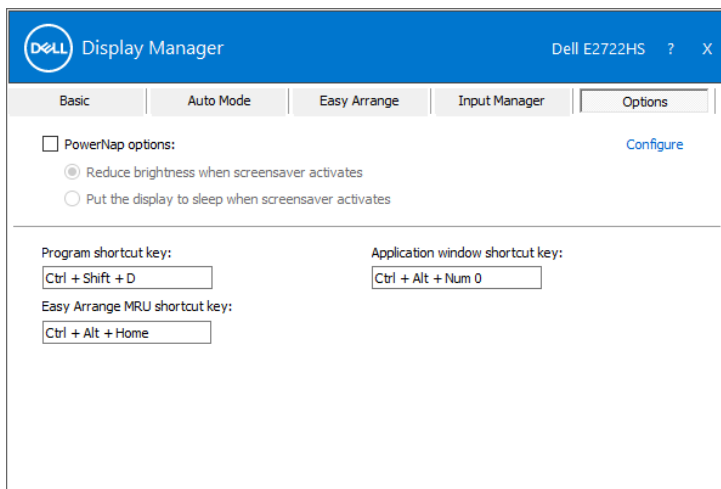 DELL Display Manager Dell E2722HS ? X
Basic Auto Mode Easy Arrange Input Manager Options
PowerNap options: Configure
Reduce brightness when screensaver activates
Put the display to sleep when screensaver activates
Program shortcut key: Application window shortcut key:
Ctrl + Shift + D Ctrl + Alt + Num 0
Easy Arrange MRU shortcut key:
Ctrl + Alt + Home